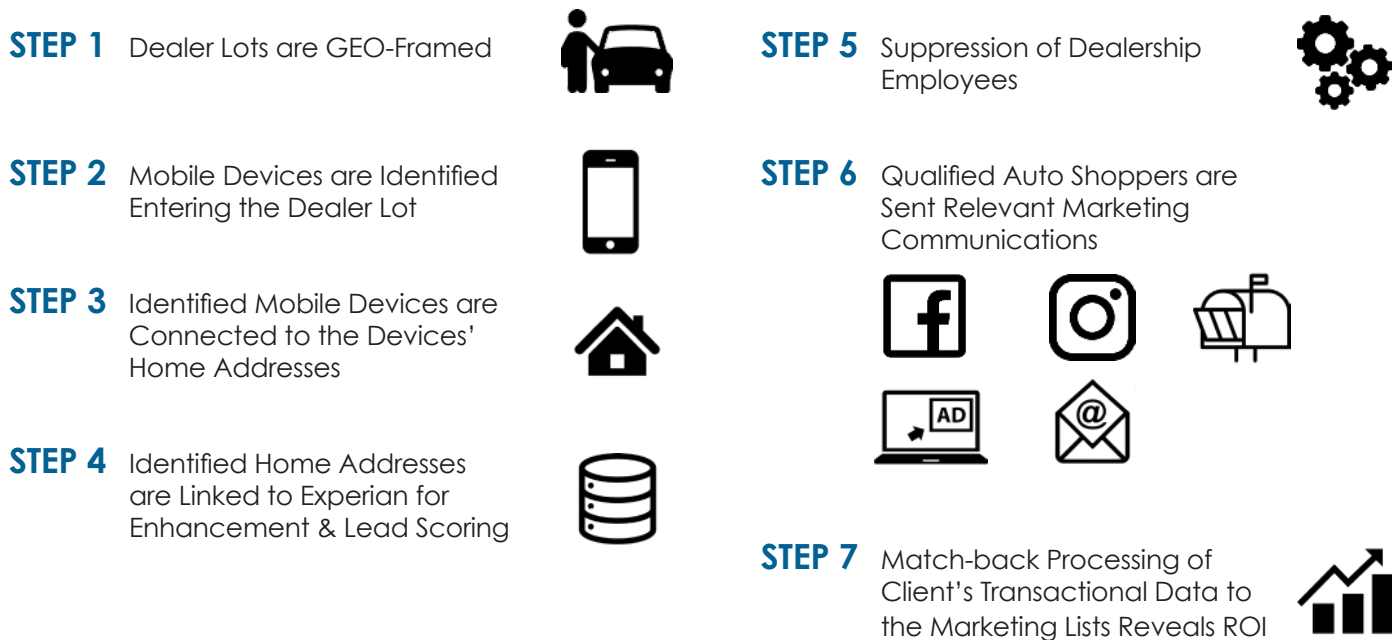 STEP 1 Dealer Lots are GEO-Framed
STEP 2 Mobile Devices are Identified
Entering the Dealer Lot
STEP 3 Identified Mobile Devices are
Connected to the Devices’
Home Addresses
STEP 4 Identified Home Addresses
are Linked to Experian for
Enhancement & Lead Scoring
STEP 5 Suppression of Dealership
Employees
STEP 6 Qualified Auto Shoppers are
Sent Relevant Marketing
Communications
f
AD
@
STEP 7 Match-back Processing of
Client’s Transactional Data to
the Marketing Lists Reveals ROI